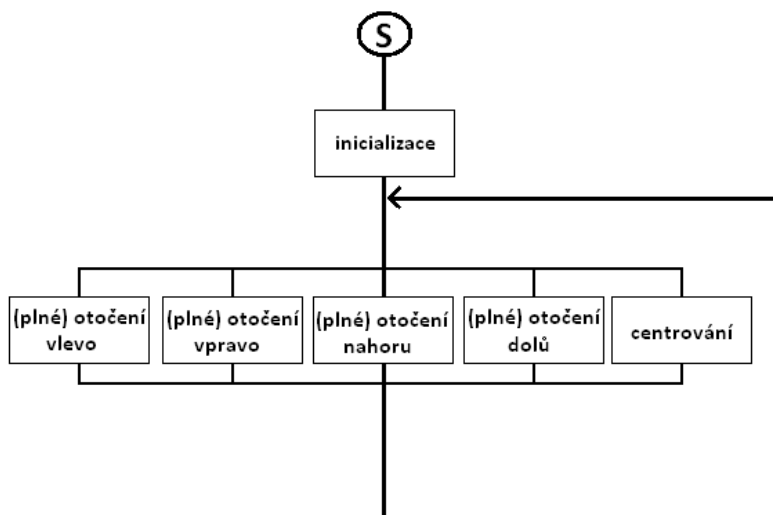 S
inicializace
(plné) otočení
vlevo
(plné) otočení
vpravo
(plné) otočení
nahoru
(plné) otočení
dolů
centrování